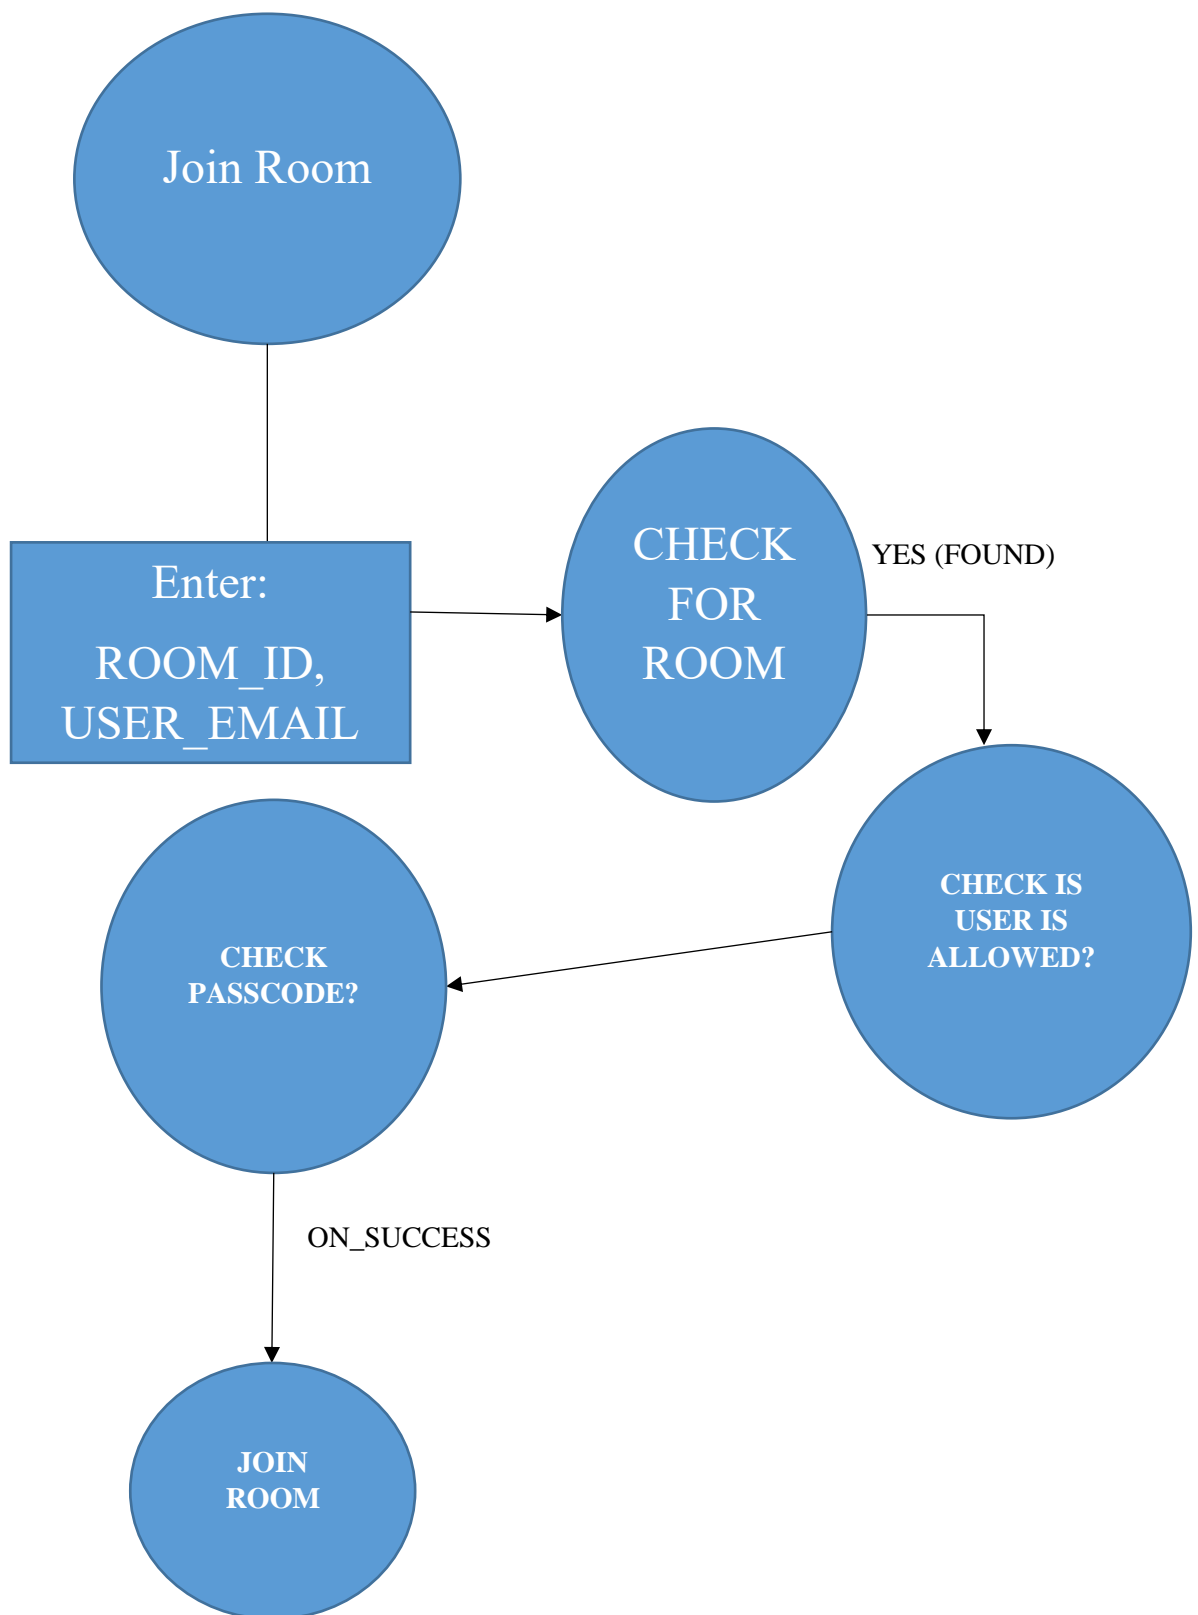 Join Room
Enter:
ROOM_ID,
USER_EMAIL
CHECK
FOR
ROOM
YES (FOUND)
CHECK IS
USER IS
ALLOWED?
CHECK
PASSCODE?
ON_SUCCESS
JOIN
ROOM